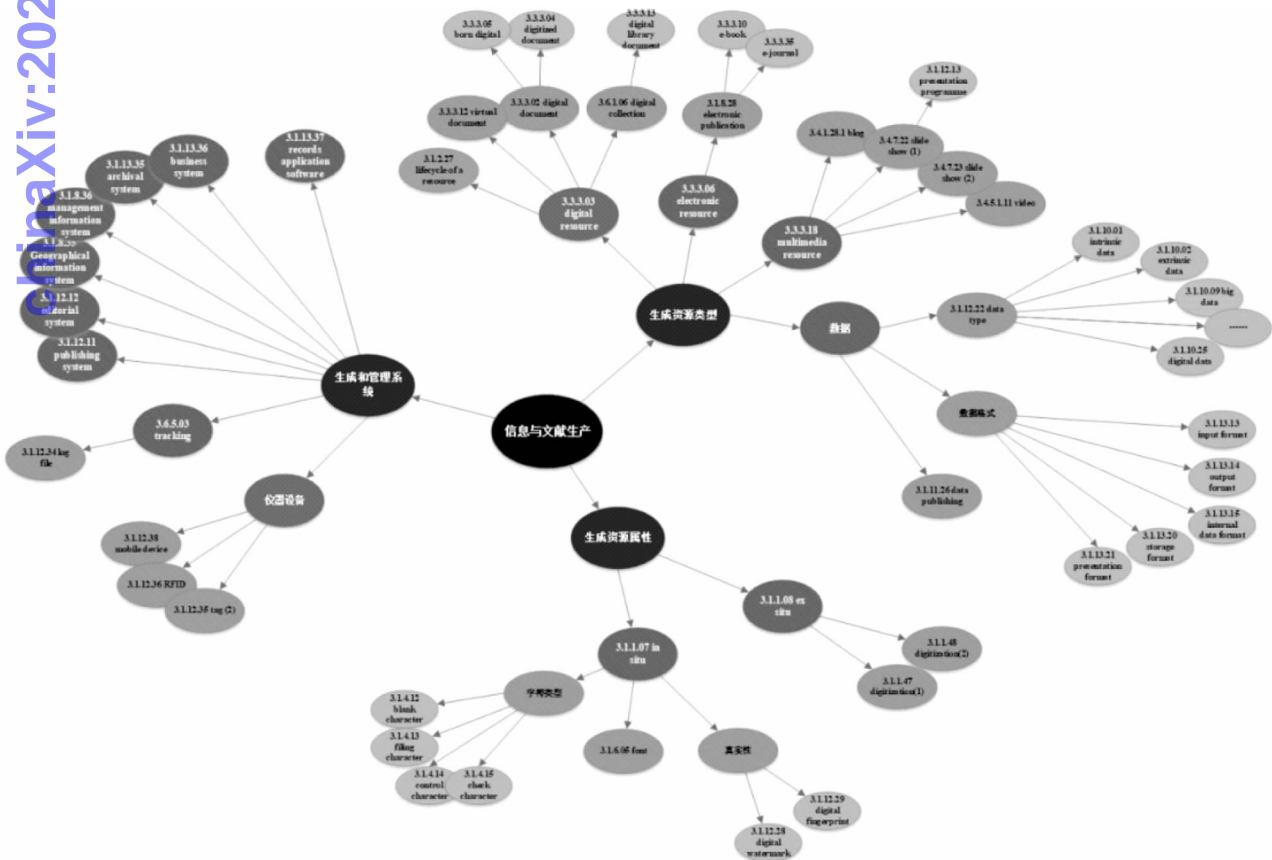 chinaXiv:202
3.3.3.05
born digital
3.3.3.04
digitized
document
3.3.3.13
digital
library
document
3.3.3.10
e-book
3.3.3.35
e-journal
3.1.12.13
presentation
programme
3.3.3.12 virtual
document
3.3.3.02 digital
document
3.6.1.06 digital
collection
3.1.8.28
electronic
publication
3.4.1.28.1 blog
3.4.7.22 slide
show (1)
3.4.7.23 slide
show (2)
3.4.5.1.11 video
3.1.2.27
lifecycle of a
resource
3.3.3.03
digital
resource
3.3.3.06
electronic
resource
3.3.3.18
multimedia
resource
3.1.13.37
records
application
software
3.1.13.36
business
system
3.1.13.35
archival
system
3.1.8.36
management
information
system
3.1.8.35
Geographical
information
system
3.1.12.12
editorial
system
3.1.12.11
publishing
system
生成和管理系
统
3.6.5.03
tracking
3.1.12.34 log
file
仪器设备
3.1.12.38
mobile device
3.1.12.36 RFID
3.1.12.35 tag (2)
信息与文献生产
生成资源类型
数据
3.1.12.22 data
type
3.1.10.01
intrinsic
data
3.1.10.02
extrinsic
data
3.1.10.09 big
data
......
3.1.10.25
digital data
数据格式
3.1.13.13
input format
3.1.13.14
output
format
3.1.13.15
internal
data format
3.1.13.20
storage
format
3.1.13.21
presentation
format
3.1.11.26 data
publishing
生成资源属性
3.1.1.08 ex
situ
3.1.1.48
digitization(2)
3.1.1.47
digitization(1)
3.1.1.07 in
situ
字符类型
3.1.4.12
blank
character
3.1.4.13
filing
character
3.1.4.14
control
character
3.1.4.15
check
character
3.1.6.05 font
真实性
3.1.12.29
digital
fingerprint
3.1.12.28
digital
watermark